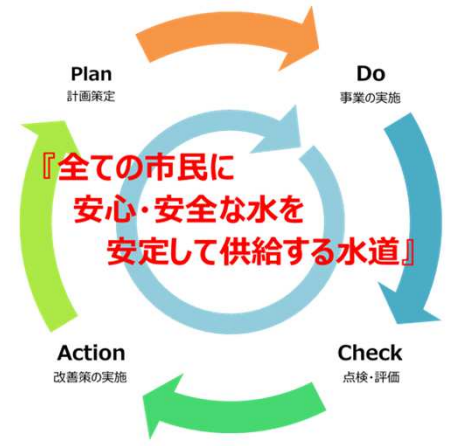 Plan
計画策定
Do
事業の実施
『全ての市民に
安心・安全な水を
安定して供給する水道』
Action
改善策の実施
Check
点検・評価